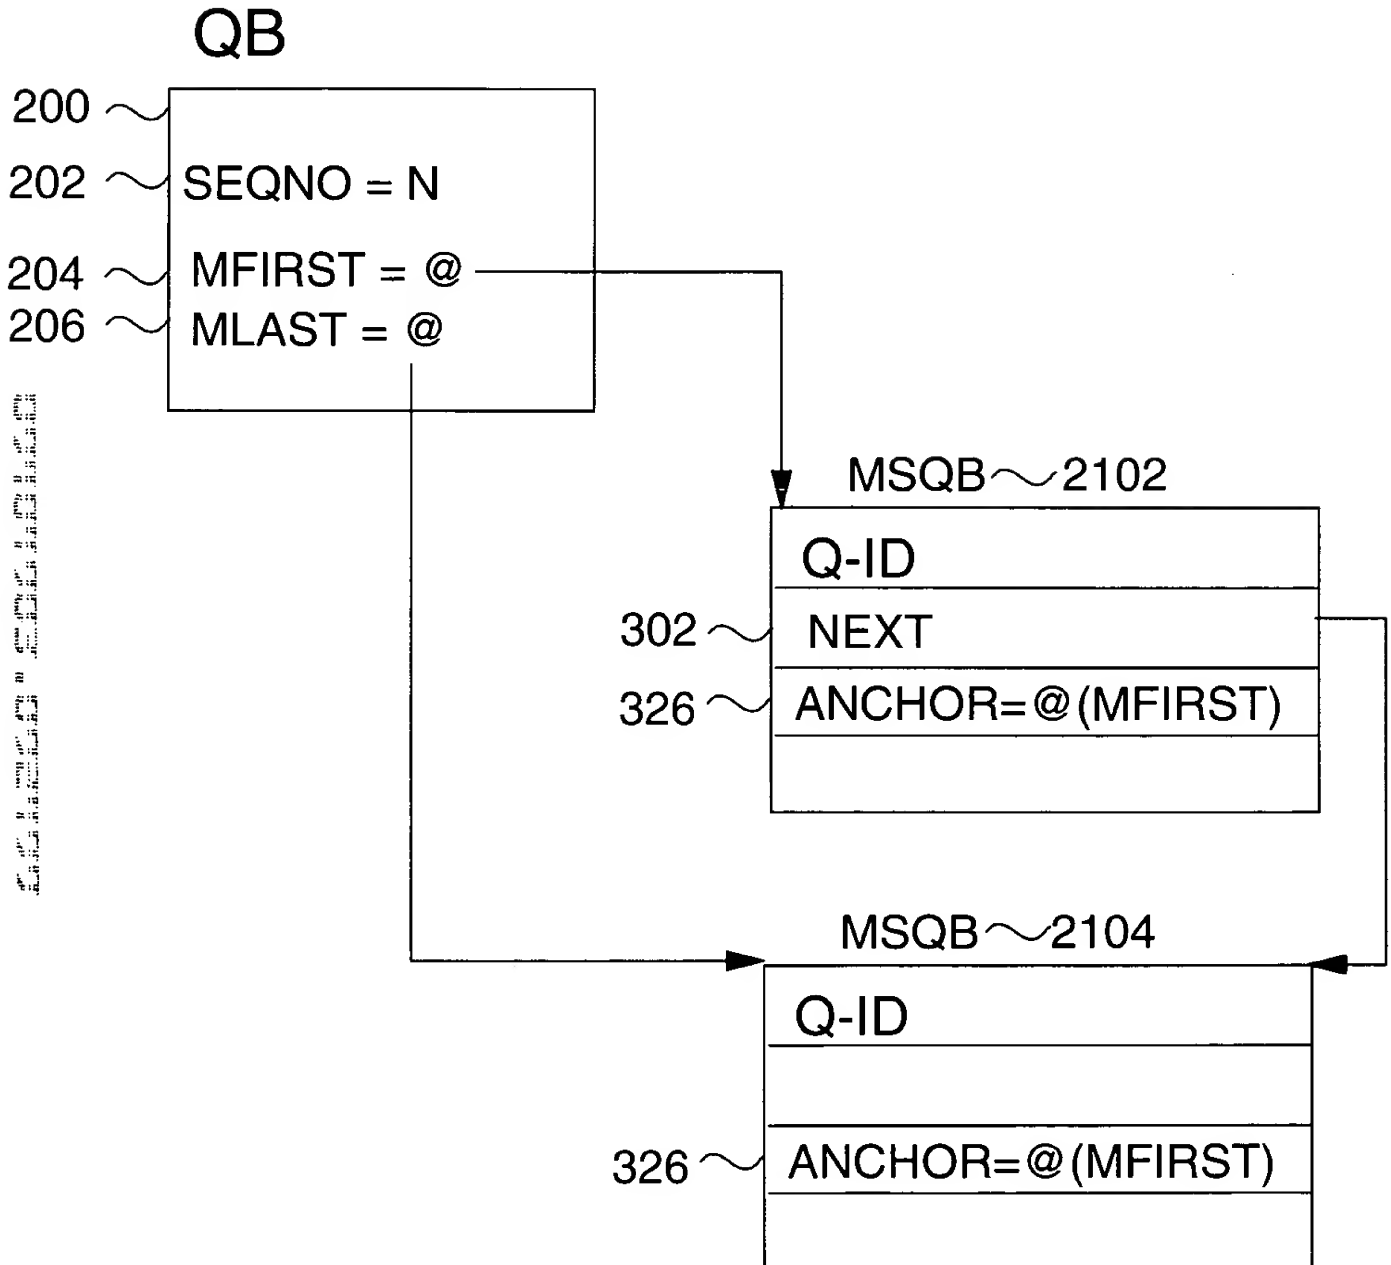 QB
200
202 SEQNO = N
204 MFIRST = @
206 MLAST = @
MSQB 2102
Q-ID
302 NEXT
326 ANCHOR=@(MFIRST)
MSQB 2104
Q-ID
326 ANCHOR=@(MFIRST)